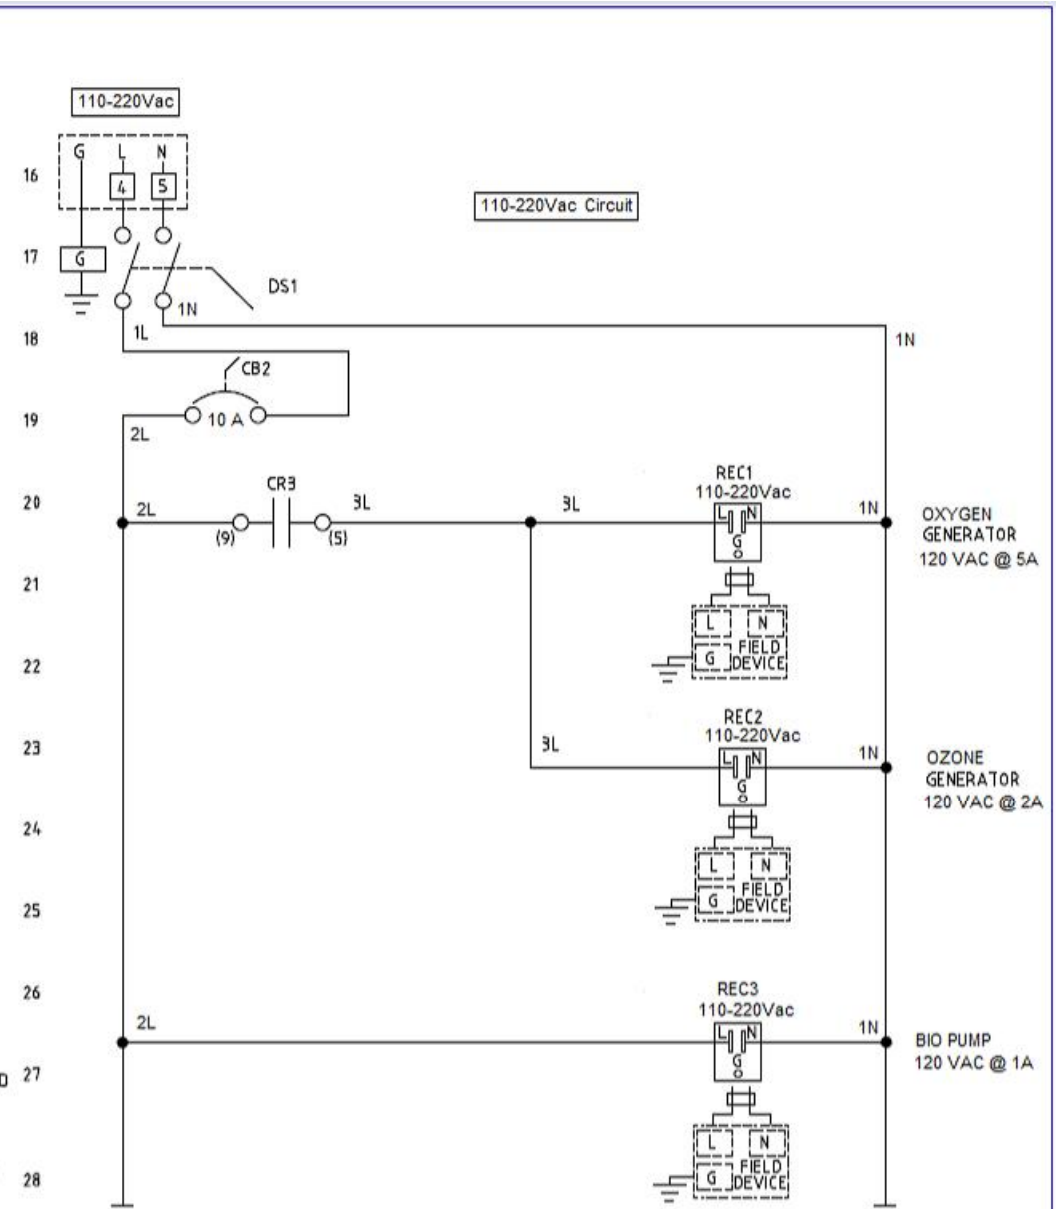 110-220Vac
G L N
16
4 5
110-220Vac Circuit
17
G
DS1
1N
18
1L
1N
CB2
19
10 A
2L
REC1
110-220Vac
20
2L
CR3
3L
3L
L N
1N
G
(9)
(5)
OXYGEN
GENERATOR
120 VAC @ 5A
21
L N
FIELD
22
G DEVICE
REC2
110-220Vac
23
3L
L N
1N
G
OZONE
GENERATOR
120 VAC @ 2A
24
L N
FIELD
25
G DEVICE
26
REC3
110-220Vac
2L
L N
1N
G
BIO PUMP
120 VAC @ 1A
27
L N
FIELD
28
G DEVICE